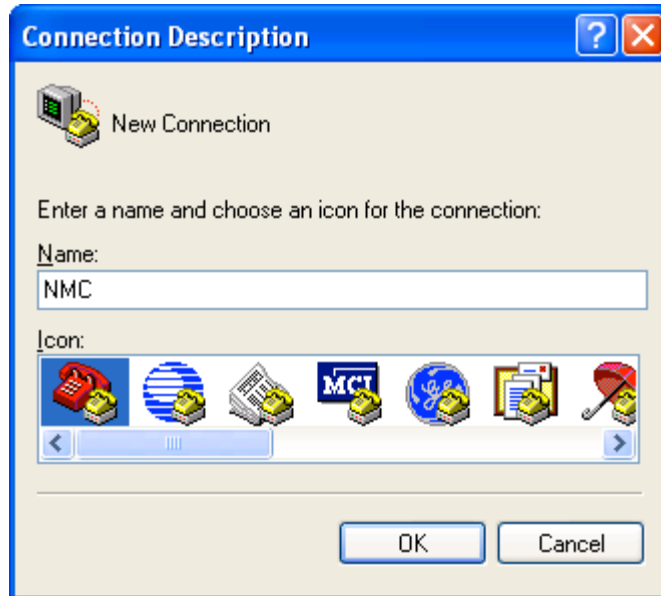 Connection Description
New Connection
Enter a name and choose an icon for the connection:
Name:
NMC
Icon:
MCI
OK
Cancel